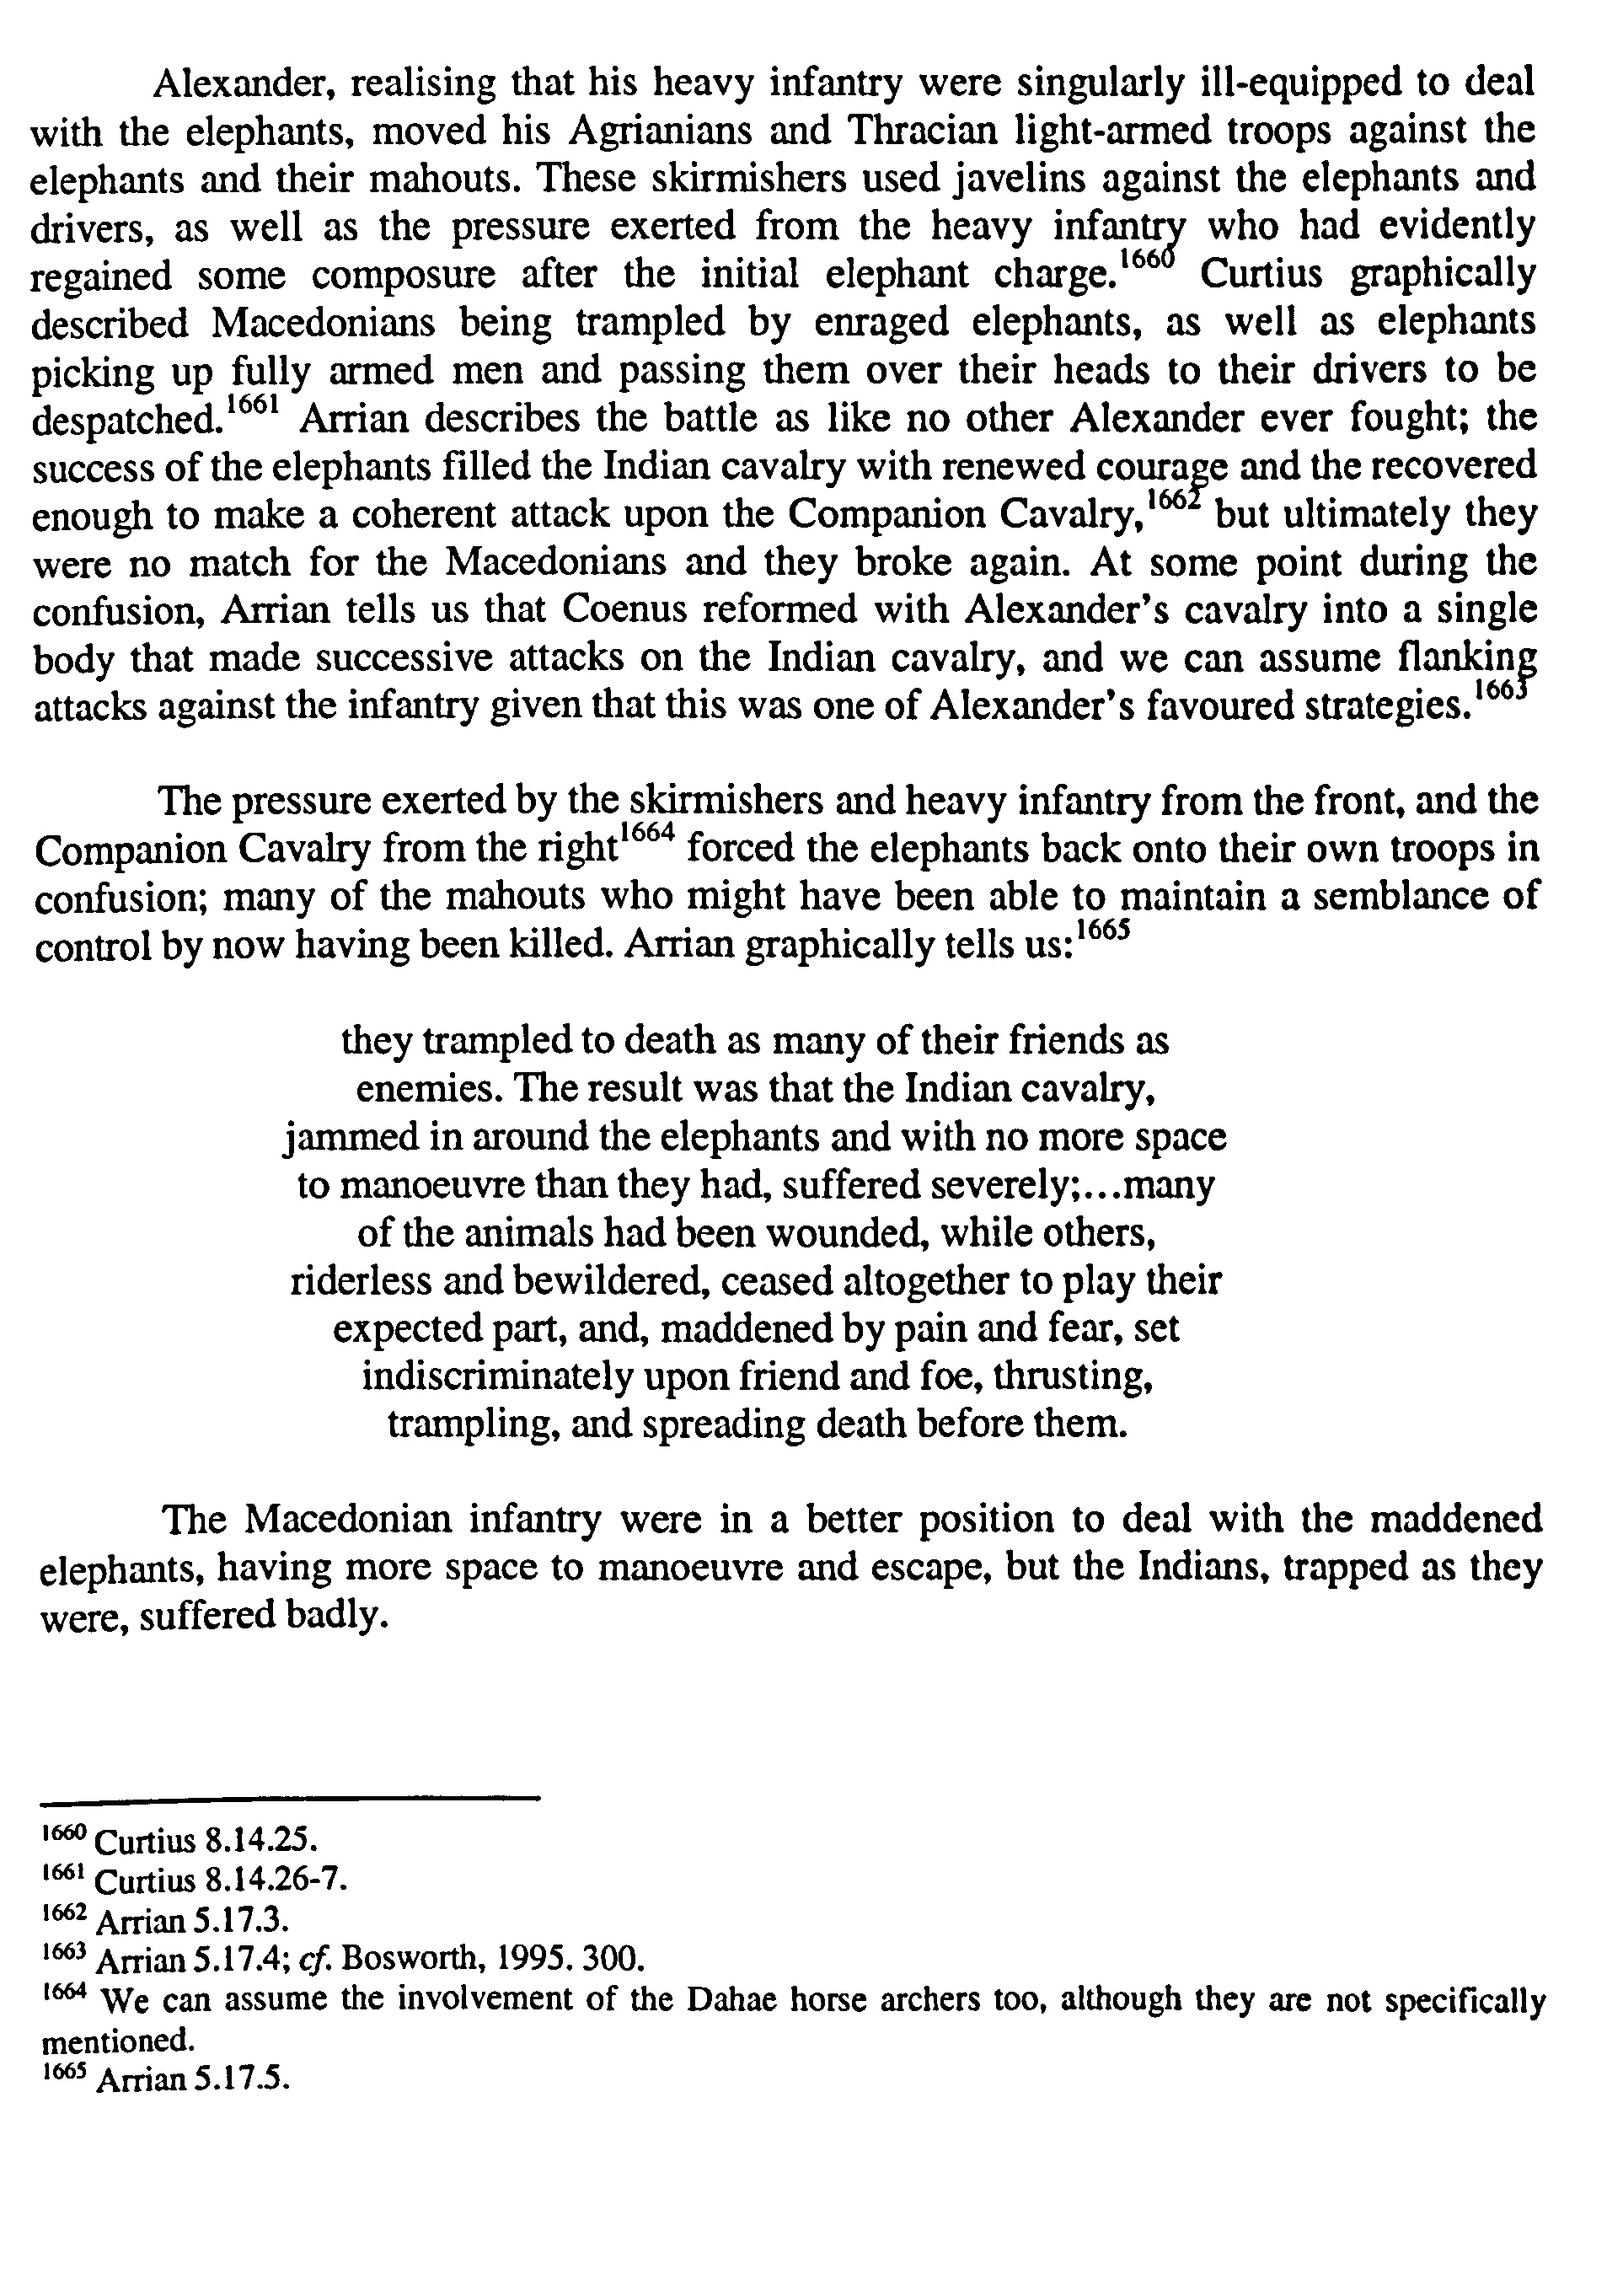 Alexander, realising that his heavy infantry were singularly ill-equipped to deal
with the elephants, moved his Agrianians and Thracian light-armed troops against the
elephants and their mahouts. These skirmishers used javelins against the elephants and
drivers, as well as the pressure exerted from the heavy infantry who had evidently
regained some composure after the initial elephant charge.1660 Curtius graphically
described Macedonians being trampled by enraged elephants, as well as elephants
picking up fully armed men and passing them over their heads to their drivers to be
despatched.1661 Arrian describes the battle as like no other Alexander ever fought; the
success of the elephants filled the Indian cavalry with renewed courage and the recovered
enough to make a coherent attack upon the Companion Cavalry,1662 but ultimately they
were no match for the Macedonians and they broke again. At some point during the
confusion, Arrian tells us that Coenus reformed with Alexander's cavalry into a single
body that made successive attacks on the Indian cavalry, and we can assume flanking
attacks against the infantry given that this was one of Alexander's favoured strategies.1663
The pressure exerted by the skirmishers and heavy infantry from the front, and the
Companion Cavalry from the right1664 forced the elephants back onto their own troops in
confusion; many of the mahouts who might have been able to maintain a semblance of
control by now having been killed. Arrian graphically tells us:1665
they trampled to death as many of their friends as
enemies. The result was that the Indian cavalry,
jammed in around the elephants and with no more space
to manoeuvre than they had, suffered severely;...many
of the animals had been wounded, while others,
riderless and bewildered, ceased altogether to play their
expected part, and, maddened by pain and fear, set
indiscriminately upon friend and foe, thrusting,
trampling, and spreading death before them.
The Macedonian infantry were in a better position to deal with the maddened
elephants, having more space to manoeuvre and escape, but the Indians, trapped as they
were, suffered badly.
1660 Curtius 8.14.25.
1661 Curtius 8.14.26-7.
1662 Arrian 5.17.3.
1663 Arrian 5.17.4; cf. Bosworth, 1995. 300.
1664 We can assume the involvement of the Dahae horse archers too, although they are not specifically
mentioned.
1665 Arrian 5.17.5.